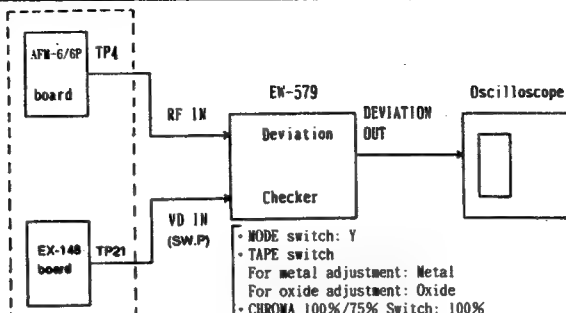 AFM-6/6P
board
TP4
RF IN
EW-579
Deviation
Checker
DEVIATION
OUT
Oscilloscope
EX-148
board
TP21
VD IN
(SW.P)
• MODE switch: Y
• TAPE switch
For metal adjustment: Metal
For oxide adjustment: Oxide
• CHROMA 100%/75% Switch: 100%